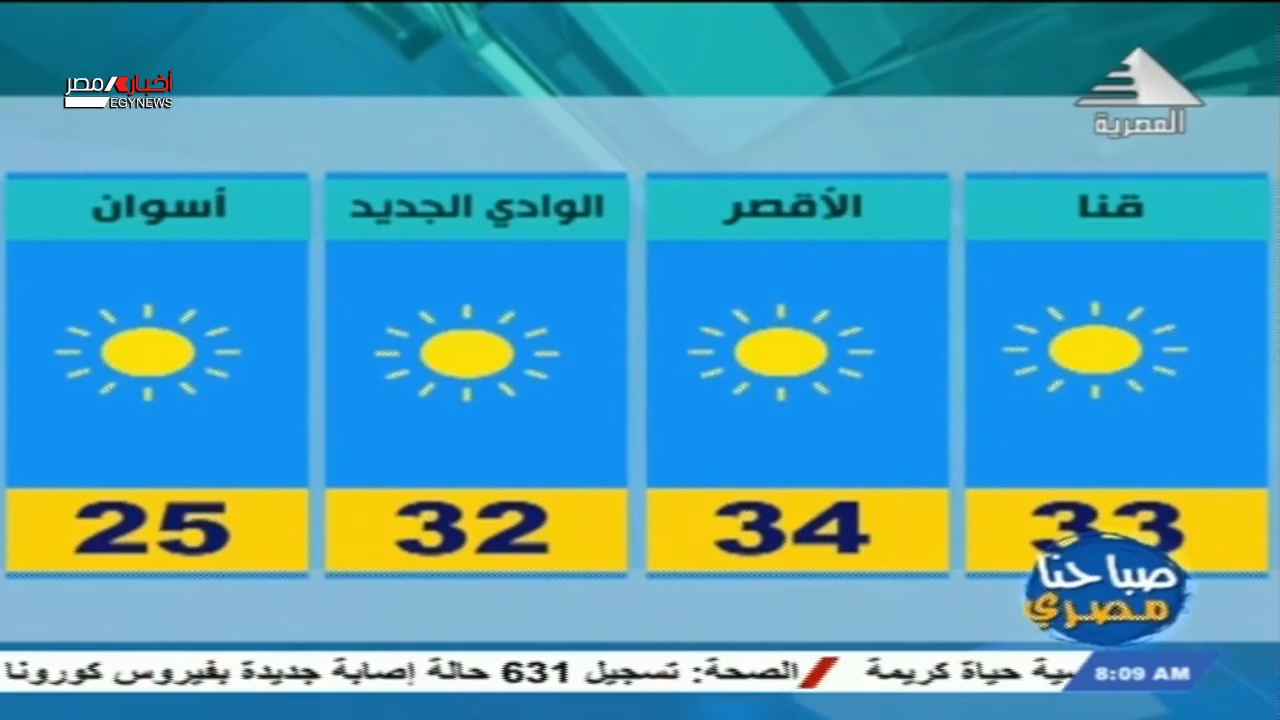 أخبار مصر
EGYNEWS
المصرية
قنا
الأقصر
الوادي الجديد
أسوان
33
34
32
25
صباحنا
مصري
8:09 AM
سية حياة كريمة / الصحة: تسجيل 631 حالة إصابة جديدة بفيروس كورونا